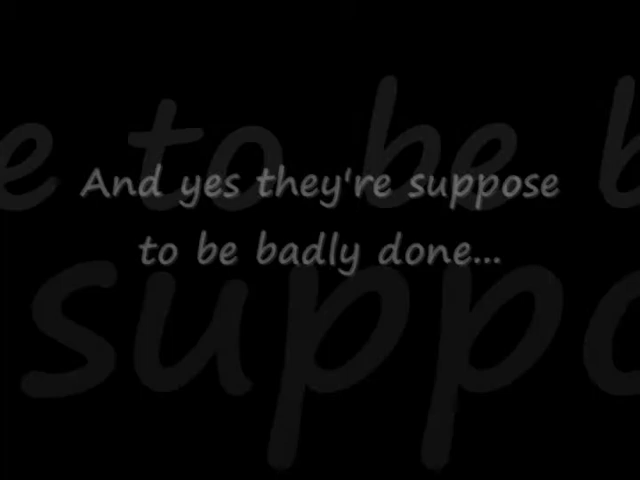 And yes they're suppose
to be badly done...
e to be b
suppo